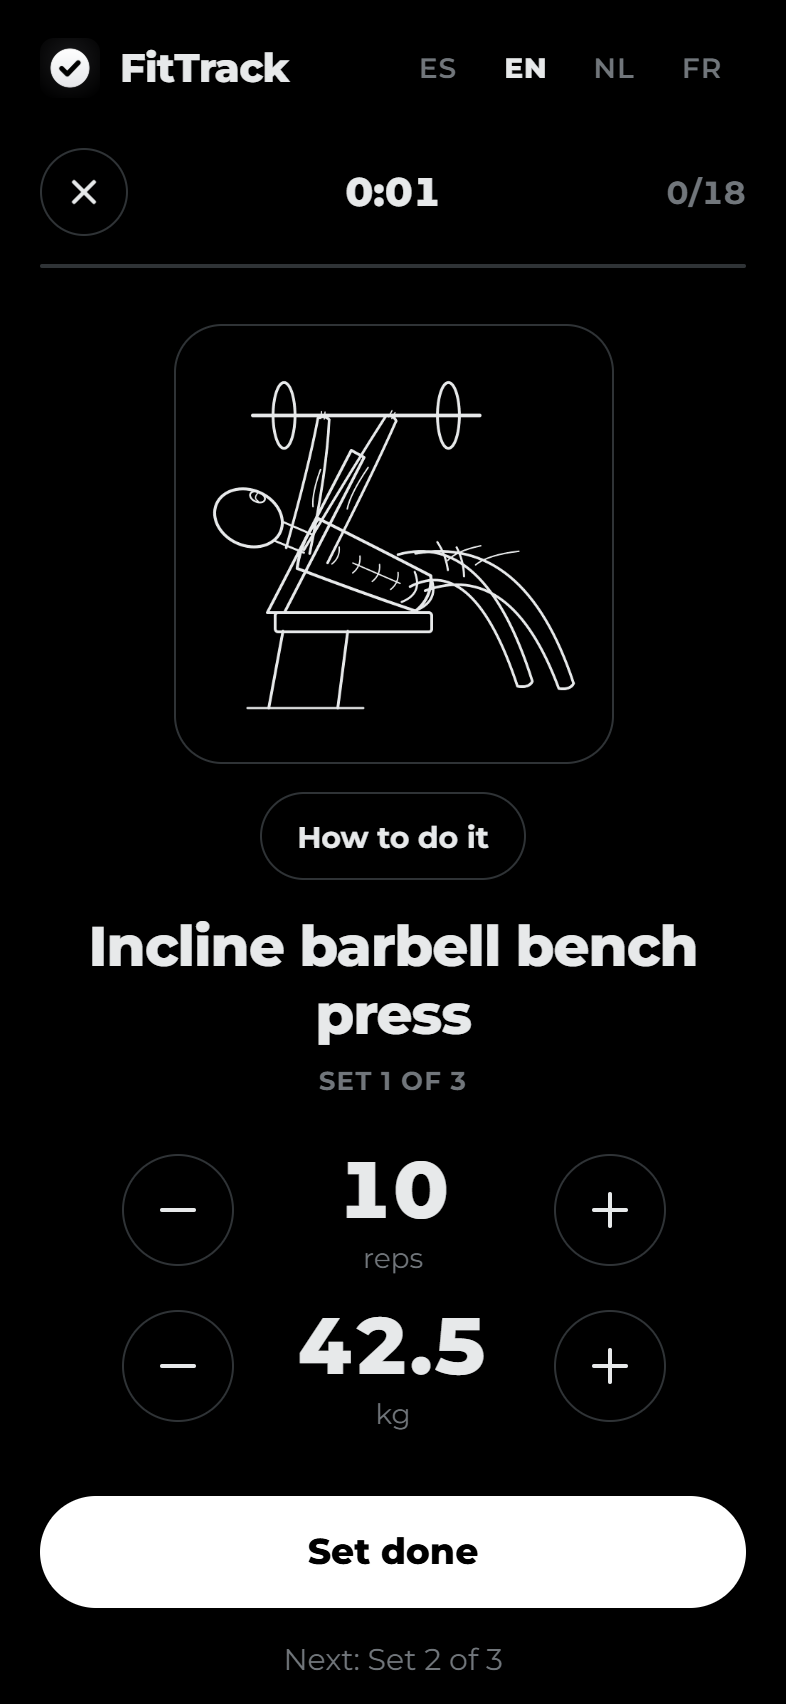 FitTrack
ES EN NL FR
0:01
0/18
How to do it
Incline barbell bench
press
SET 1 OF 3
10
reps
42.5
kg
Set done
Next: Set 2 of 3